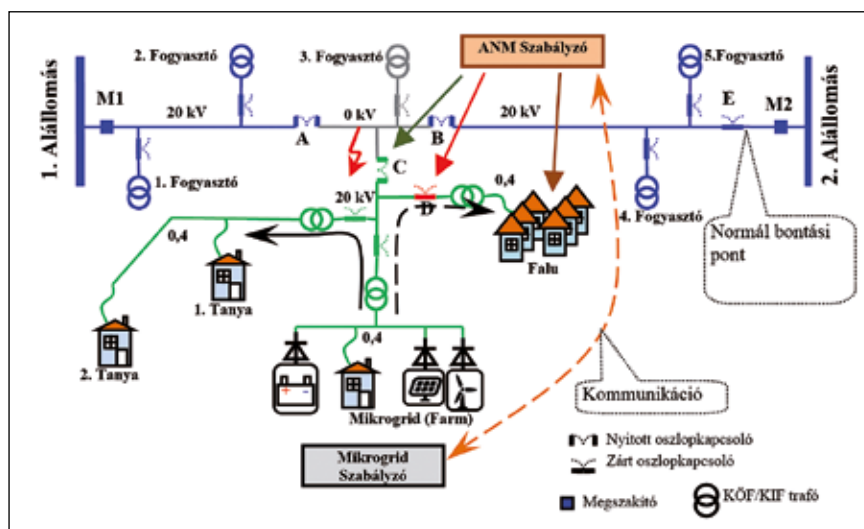 ANM Szabályzó
2. Fogyasztó
3. Fogyasztó
5.Fogyasztó
M1
20 kV
0 kV
20 kV
E
M2
A
B
1. Alállomás
2. Alállomás
C
1. Fogyasztó
4. Fogyasztó
20 kV
D
0,4
Normál bontási
pont
0,4
Falu
1. Tanya
2. Tanya
0,4
Mikrogrid (Farm)
Kommunikáció
Mikrogrid
Szabályzó
Nyitott oszlopkapcsoló
Zárt oszlopkapcsoló
Megszakító
KÖF/KIF trafó